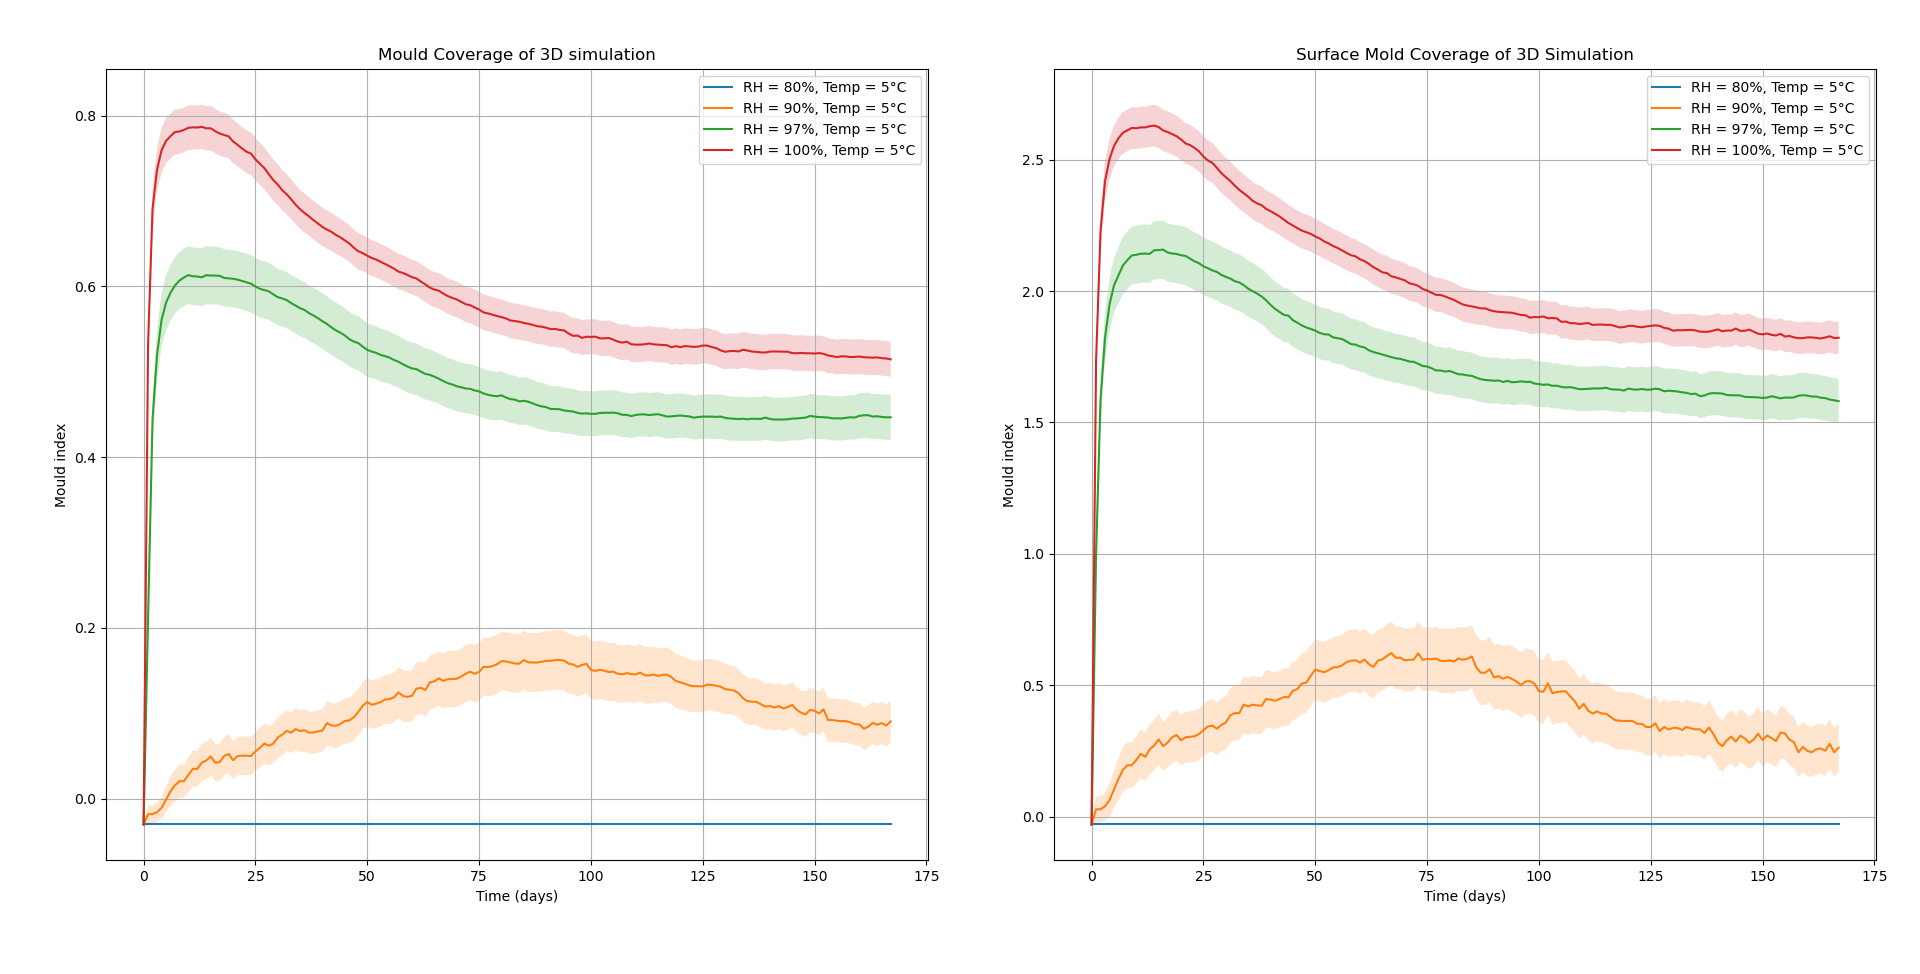 Mould Coverage of 3D simulation
RH = 80%, Temp = 5°C
RH = 90%, Temp = 5°C
RH = 97%, Temp = 5°C
RH = 100%, Temp = 5°C
0.8
0.6
0.4
0.2
0.0
Mould index
0 25 50 75 100 125 150 175
Time (days)
Surface Mold Coverage of 3D Simulation
RH = 80%, Temp = 5°C
RH = 90%, Temp = 5°C
RH = 97%, Temp = 5°C
RH = 100%, Temp = 5°C
2.5
2.0
1.5
1.0
0.5
0.0
Mould index
0 25 50 75 100 125 150 175
Time (days)